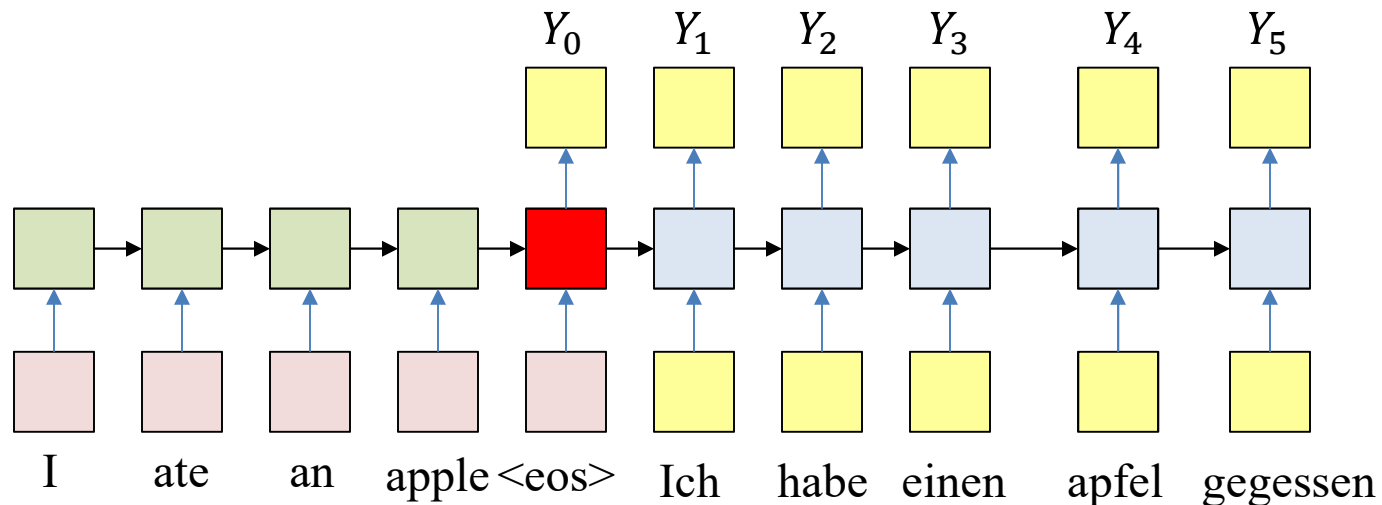 Y₀ Y₁ Y₂ Y₃ Y₄ Y₅
I ate an apple <eos> Ich habe einen apfel gegessen